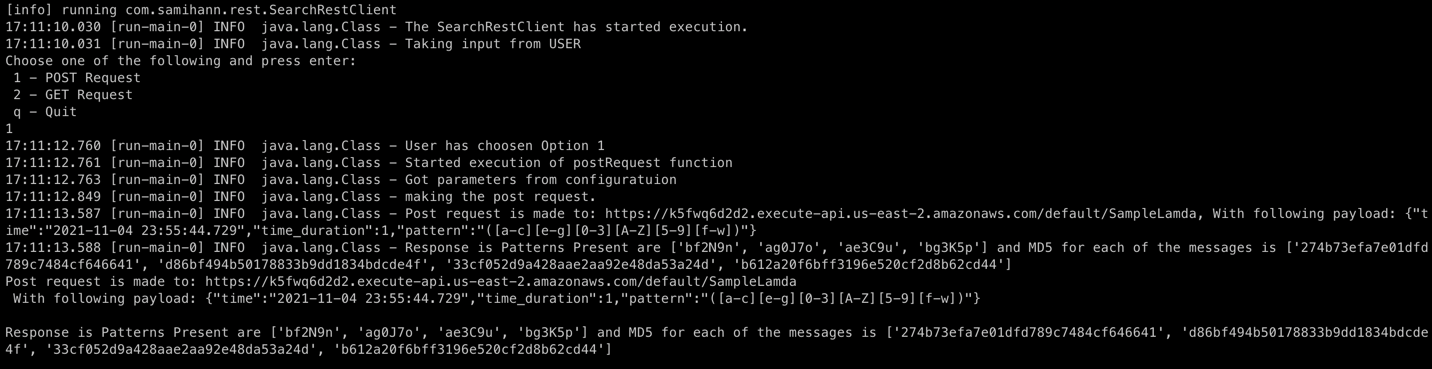 [info] running com.samihann.rest.SearchRestClient
17:11:10.030 [run-main-0] INFO  java.lang.Class - The SearchRestClient has started execution.
17:11:10.031 [run-main-0] INFO  java.lang.Class - Taking input from USER
Choose one of the following and press enter:
 1 - POST Request
 2 - GET Request
 q - Quit
1
17:11:12.760 [run-main-0] INFO  java.lang.Class - User has choosen Option 1
17:11:12.761 [run-main-0] INFO  java.lang.Class - Started execution of postRequest function
17:11:12.763 [run-main-0] INFO  java.lang.Class - Got parameters from configuratuion
17:11:12.849 [run-main-0] INFO  java.lang.Class - making the post request.
17:11:13.587 [run-main-0] INFO  java.lang.Class - Post request is made to: https://k5fwq6d2d2.execute-api.us-east-2.amazonaws.com/default/SampleLamda, With following payload: {"t
ime":"2021-11-04 23:55:44.729","time_duration":1,"pattern":"([a-c][e-g][0-3][A-Z][5-9][f-w])"}
17:11:13.588 [run-main-0] INFO  java.lang.Class - Response is Patterns Present are ['bf2N9n', 'ag0J7o', 'ae3C9u', 'bg3K5p'] and MD5 for each of the messages is ['274b73efa7e01dfd
789c7484cf646641', 'd86bf494b50178833b9dd1834bdcde4f', '33cf052d9a428aae2aa92e48da53a24d', 'b612a20f6bff3196e520cf2d8b62cd44']
Post request is made to: https://k5fwq6d2d2.execute-api.us-east-2.amazonaws.com/default/SampleLamda
 With following payload: {"time":"2021-11-04 23:55:44.729","time_duration":1,"pattern":"([a-c][e-g][0-3][A-Z][5-9][f-w])"}

Response is Patterns Present are ['bf2N9n', 'ag0J7o', 'ae3C9u', 'bg3K5p'] and MD5 for each of the messages is ['274b73efa7e01dfd789c7484cf646641', 'd86bf494b50178833b9dd1834bdcde
4f', '33cf052d9a428aae2aa92e48da53a24d', 'b612a20f6bff3196e520cf2d8b62cd44']